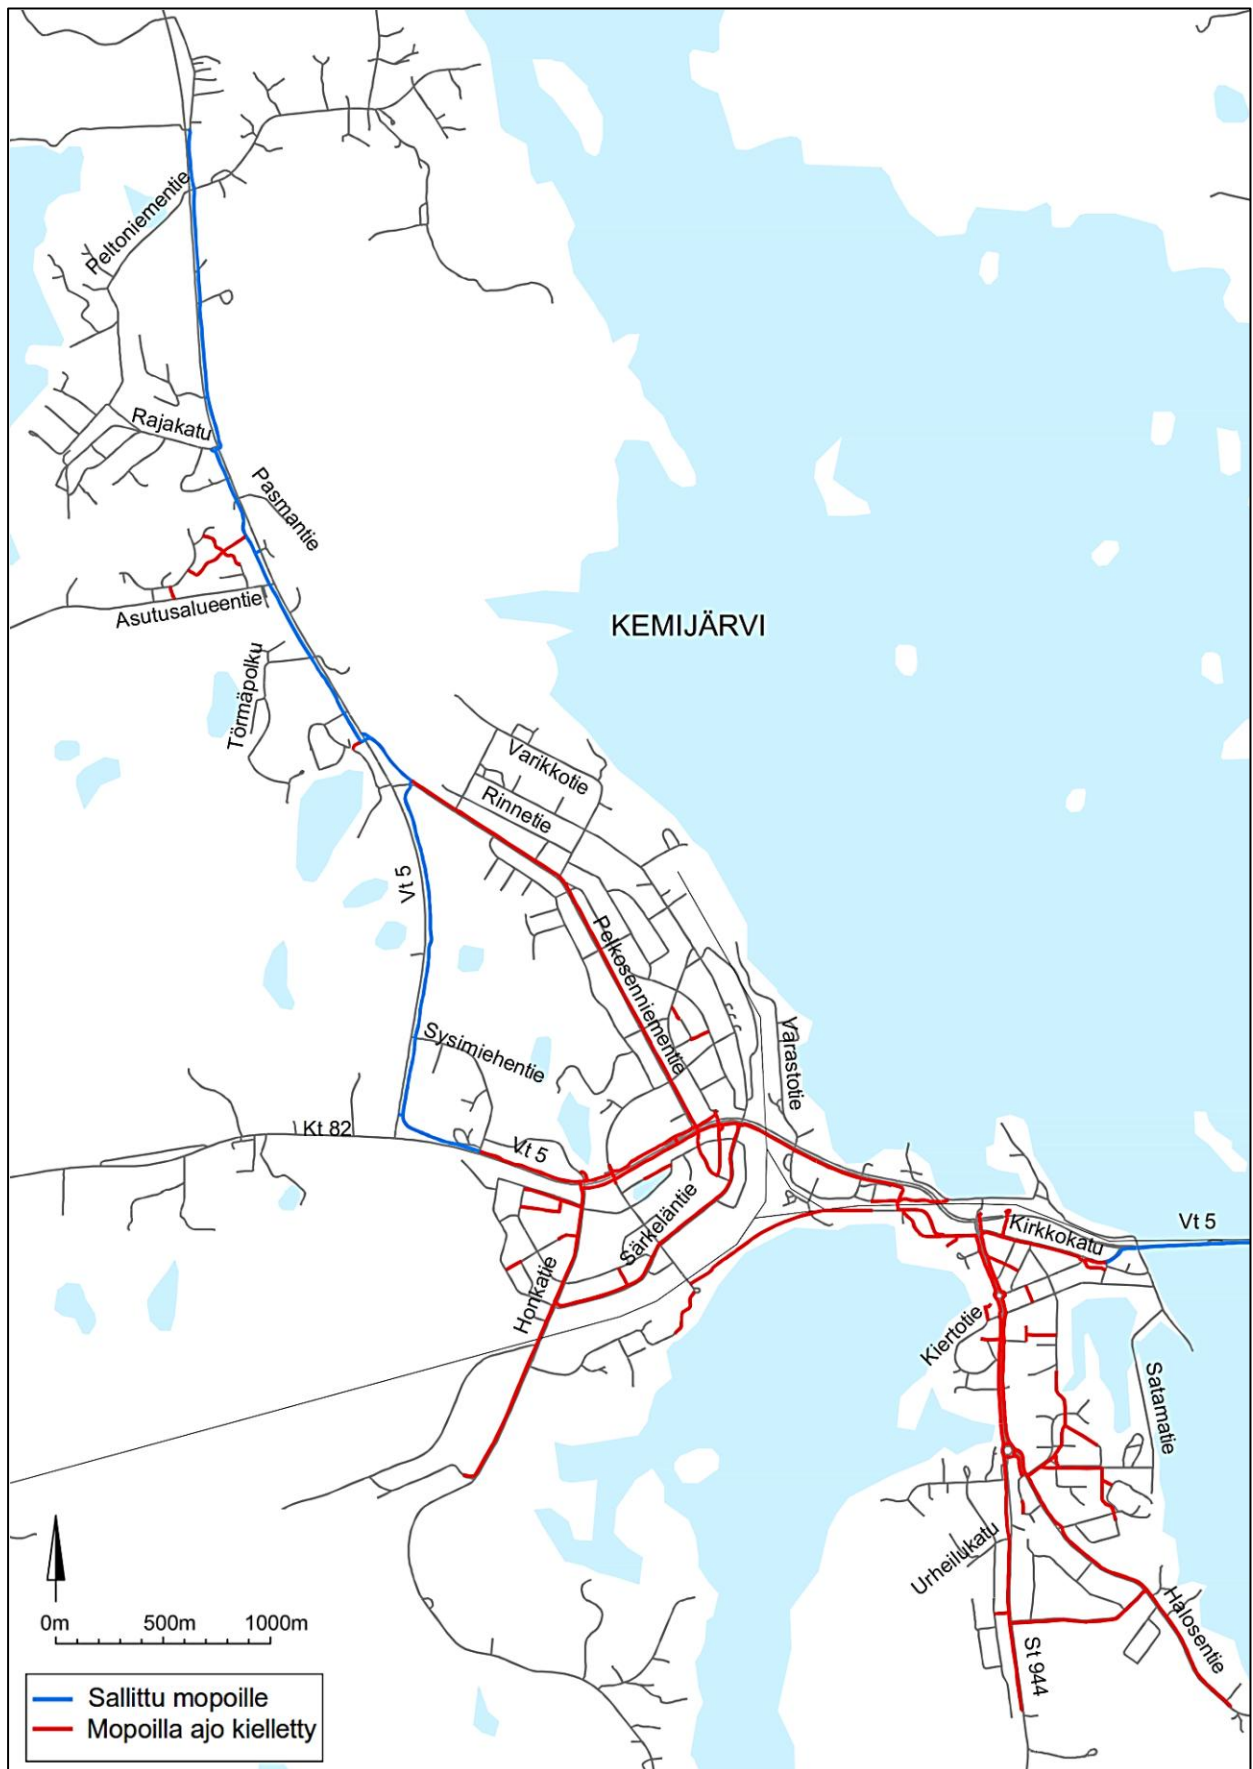 Peltoniementie
Rajakatu
Pasmantie
Asutusalueentie
KEMIJÄRVI
Törmäpolku
Varikkotie
Rinnetie
Vt 5
Pelkosenniementie
Sysimiehentie
Varastotie
Kt 82
Vt 5
Särkeläntie
Kirkkokatu
Vt 5
Honkatie
Kiertotie
Satamatie
Urheilukatu
Halosentie
St 944
0m 500m 1000m
Sallittu mopoille
Mopoilla ajo kielletty